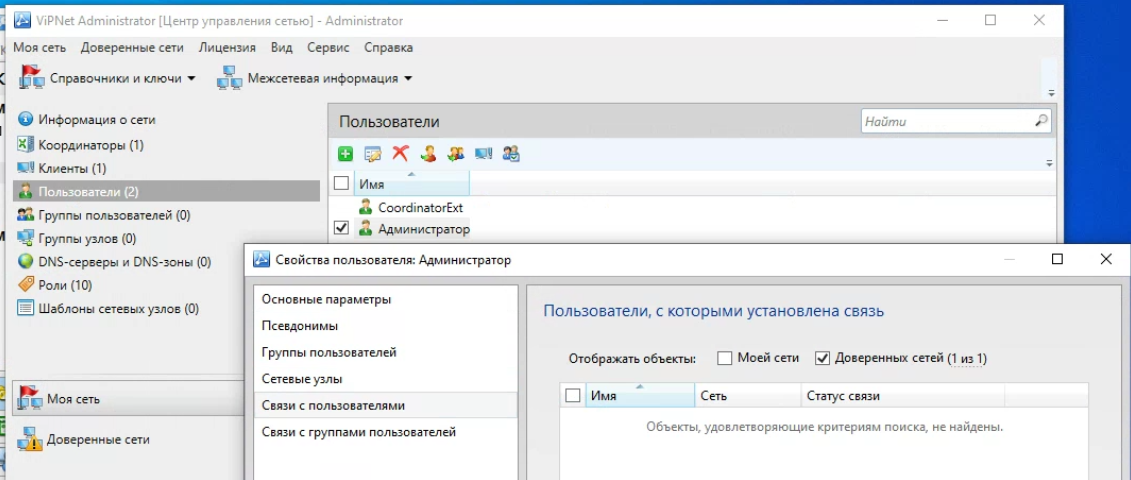 ViPNet Administrator [Центр управления сетью] - Administrator
Моя сеть Доверенные сети Лицензия Вид Сервис Справка
Справочники и ключи Межсетевая информация
Информация о сети
Координаторы (1)
Клиенты (1)
Пользователи (2)
Группы пользователей (0)
Группы узлов (0)
DNS-серверы и DNS-зоны (0)
Роли (10)
Шаблоны сетевых узлов (0)
Моя сеть
Доверенные сети
Пользователи
Найти
Имя
CoordinatorExt
Администратор
Свойства пользователя: Администратор
Основные параметры
Псевдонимы
Группы пользователей
Сетевые узлы
Связи с пользователями
Связи с группами пользователей
Пользователи, с которыми установлена связь
Отображать объекты: Моей сети Доверенных сетей (1 из 1)
Имя Сеть Статус связи
Объекты, удовлетворяющие критериям поиска, не найдены.